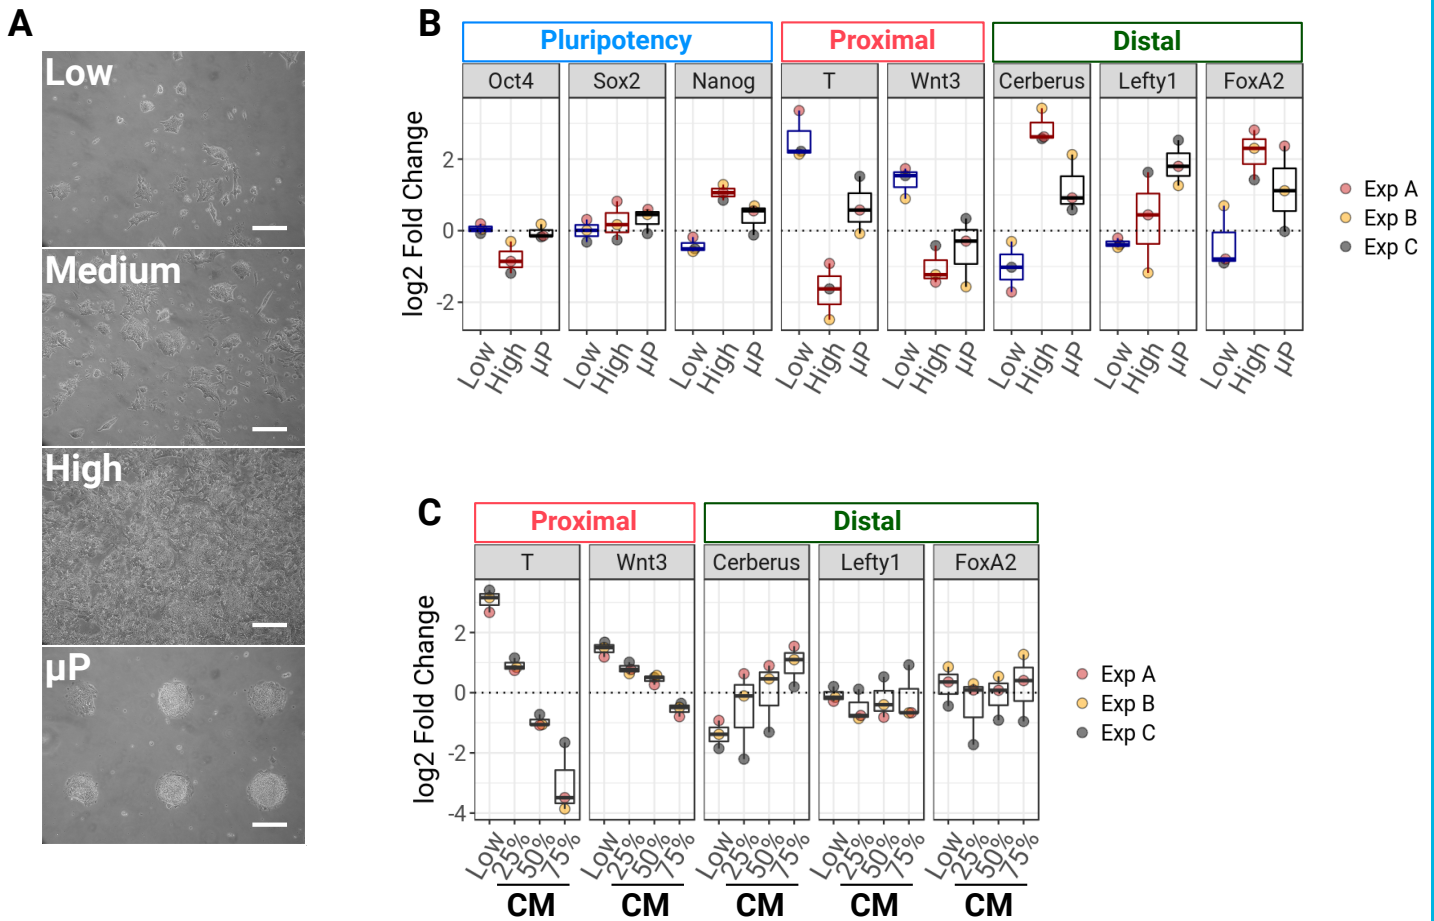 A
Low
Medium
High
µP
B
Pluripotency Proximal Distal
Oct4 Sox2 Nanog T Wnt3 Cerberus Lefty1 FoxA2
log2 Fold Change
2
0
-2
Low High µP Low High µP Low High µP Low High µP Low High µP Low High µP Low High µP Low High µP
Exp A
Exp B
Exp C
C
Proximal Distal
T Wnt3 Cerberus Lefty1 FoxA2
log2 Fold Change
2
0
-2
-4
Low 25% 50% 75% Low 25% 50% 75% Low 25% 50% 75% Low 25% 50% 75% Low 25% 50% 75%
CM CM CM CM CM
Exp A
Exp B
Exp C